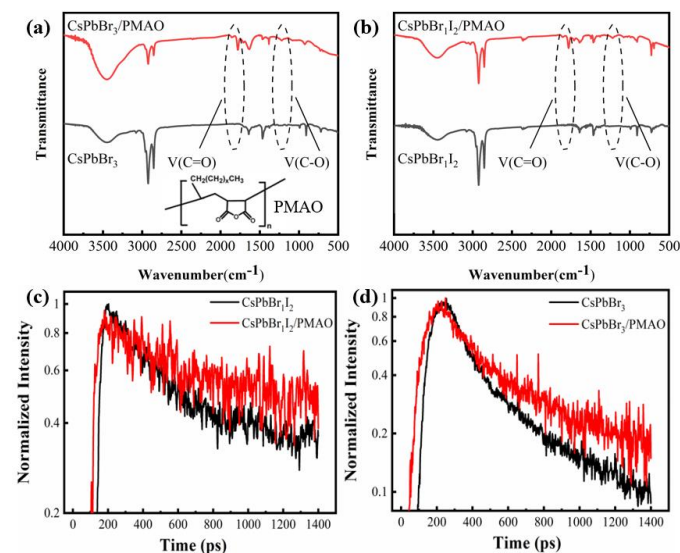 (a)
CsPbBr3/PMAO
Transmittance
CsPbBr3
V(C=O)
V(C-O)
CH2(CH2)xCH3
O
O
O
n
PMAO
4000 3500 3000 2500 2000 1500 1000 500
Wavenumber(cm-1)
(b)
CsPbBr1I2/PMAO
Transmittance
CsPbBr1I2
V(C=O)
V(C-O)
4000 3500 3000 2500 2000 1500 1000 500
Wavenumber(cm-1)
(c)
CsPbBr1I2
CsPbBr1I2/PMAO
Normalized Intensity
1
0.8
0.6
0.4
0.2
0 200 400 600 800 1000 1200 1400
Time (ps)
(d)
CsPbBr3
CsPbBr3/PMAO
Normalized Intensity
1
0.8
0.6
0.4
0.2
0.1
0 200 400 600 800 1000 1200 1400
Time (ps)